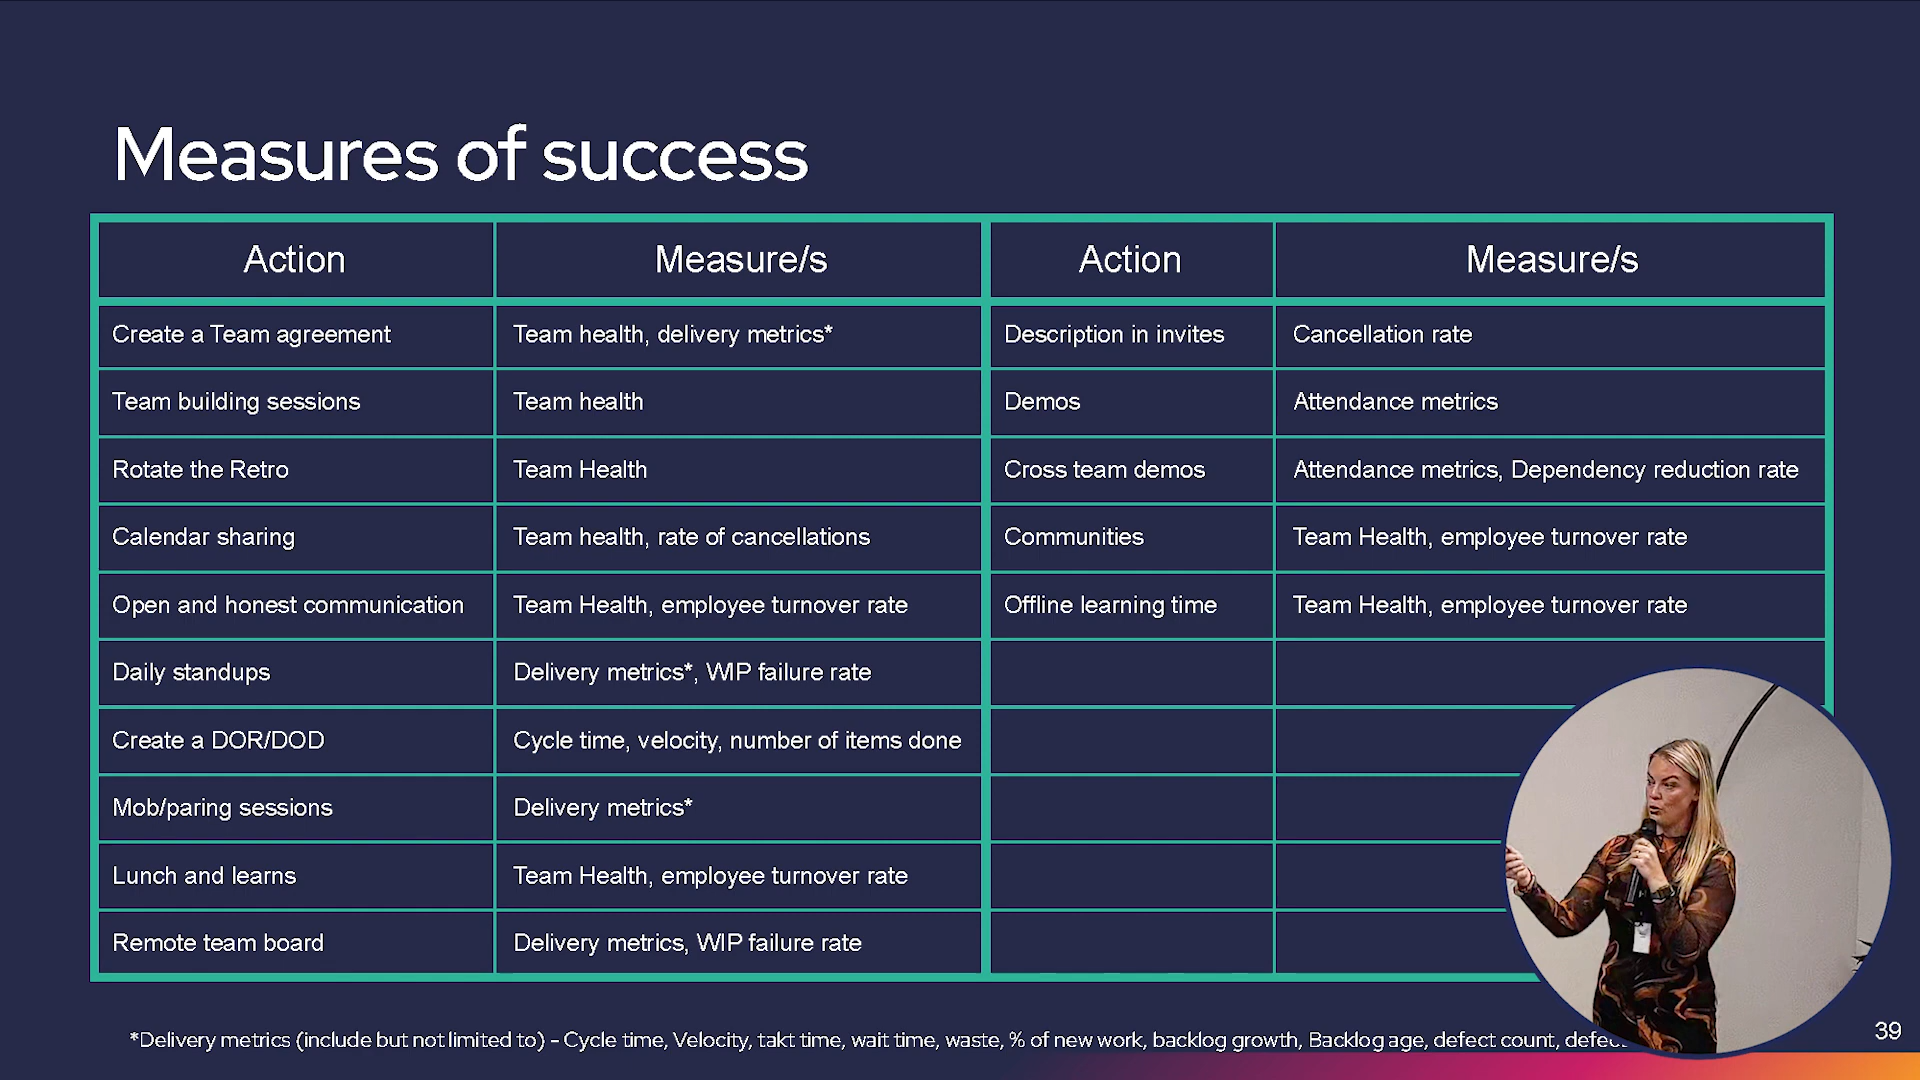 Measures of success
Action Measure/s Action Measure/s
Create a Team agreement Team health, delivery metrics* Description in invites Cancellation rate
Team building sessions Team health Demos Attendance metrics
Rotate the Retro Team Health Cross team demos Attendance metrics, Dependency reduction rate
Calendar sharing Team health, rate of cancellations Communities Team Health, employee turnover rate
Open and honest communication Team Health, employee turnover rate Offline learning time Team Health, employee turnover rate
Daily standups Delivery metrics*, WIP failure rate
Create a DOR/DOD Cycle time, velocity, number of items done
Mob/paring sessions Delivery metrics*
Lunch and learns Team Health, employee turnover rate
Remote team board Delivery metrics, WIP failure rate
*Delivery metrics (include but not limited to) - Cycle time, Velocity, takt time, wait time, waste, % of new work, backlog growth, Backlog age, defect count,
39